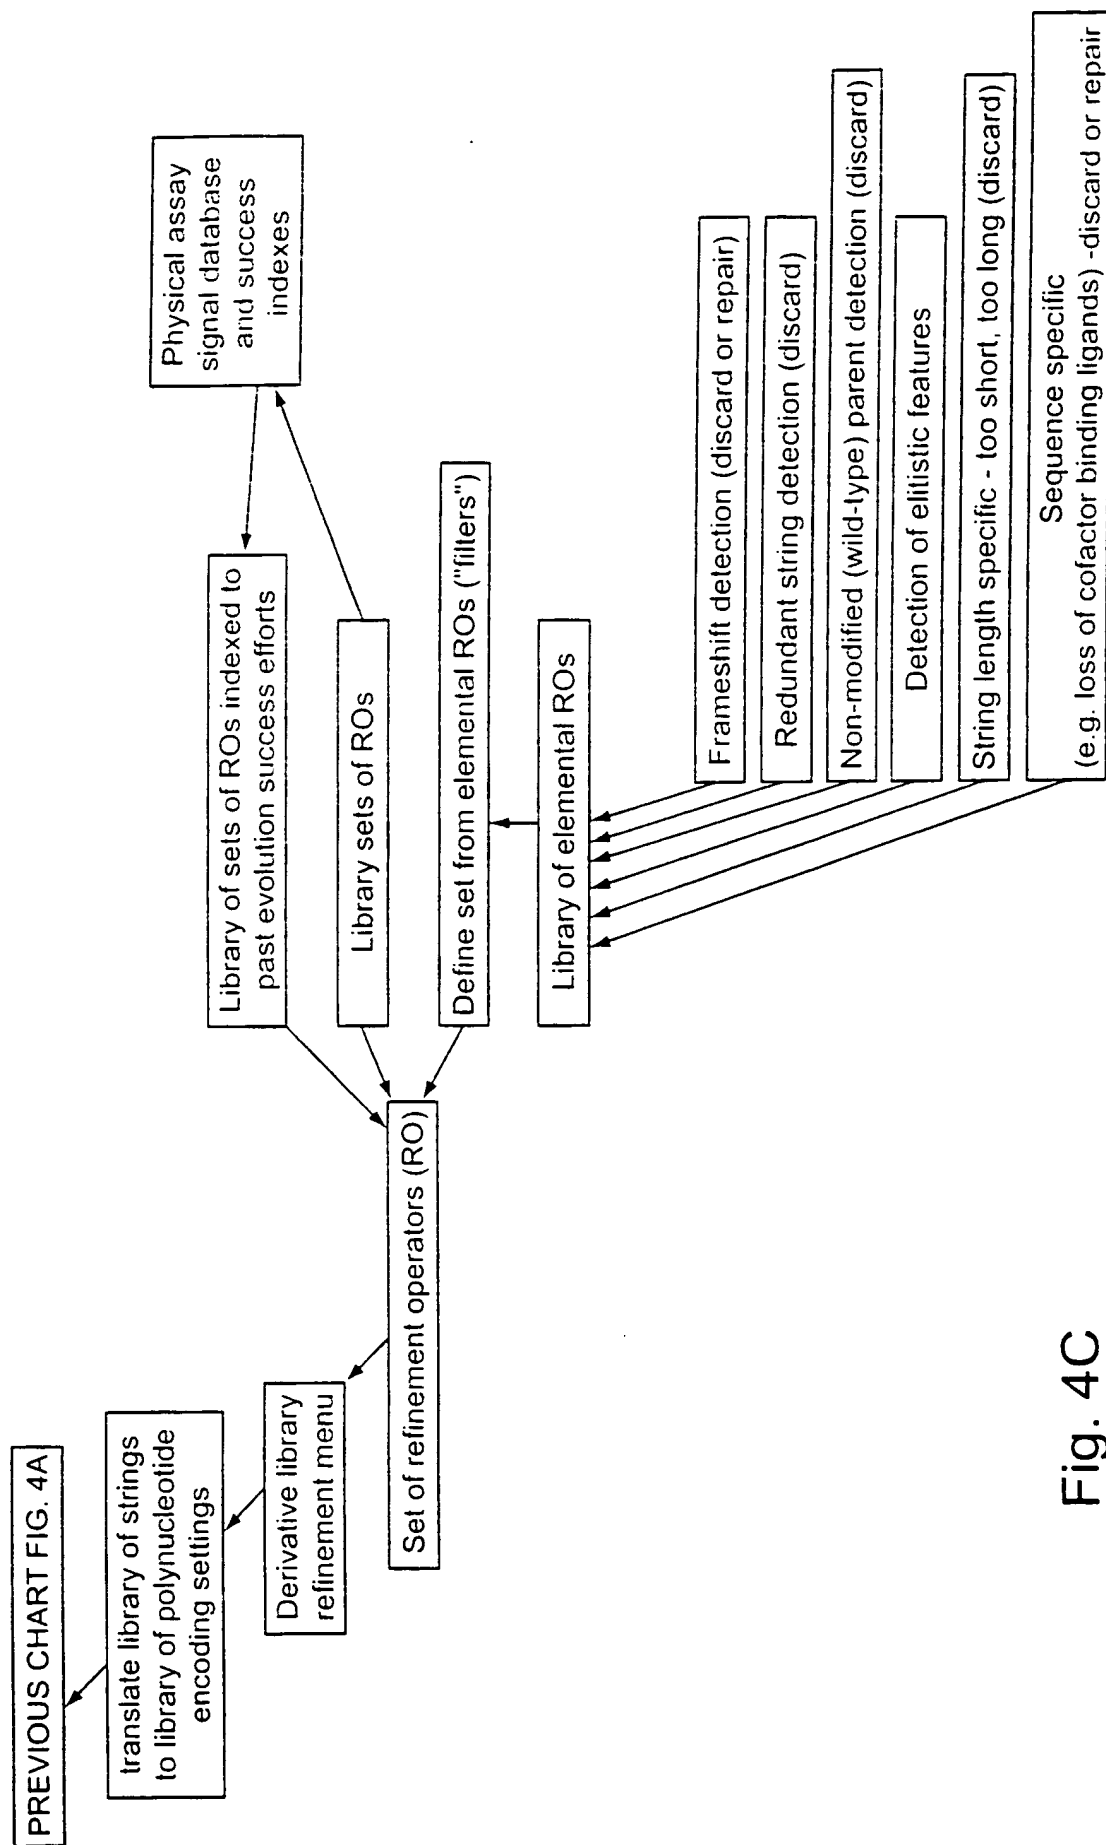 PREVIOUS CHART FIG. 4A
translate library of strings
to library of polynucleotide
encoding settings
Derivative library
refinement menu
Set of refinement operators (RO)
Physical assay
signal database
and success
indexes
Library of sets of ROs indexed to
past evolution success efforts
Library sets of ROs
Define set from elemental ROs ("filters")
Library of elemental ROs
Frameshift detection (discard or repair)
Redundant string detection (discard)
Non-modified (wild-type) parent detection (discard)
Detection of elitistic features
String length specific - too short, too long (discard)
Sequence specific
(e.g. loss of cofactor binding ligands) -discard or repair
Fig. 4C